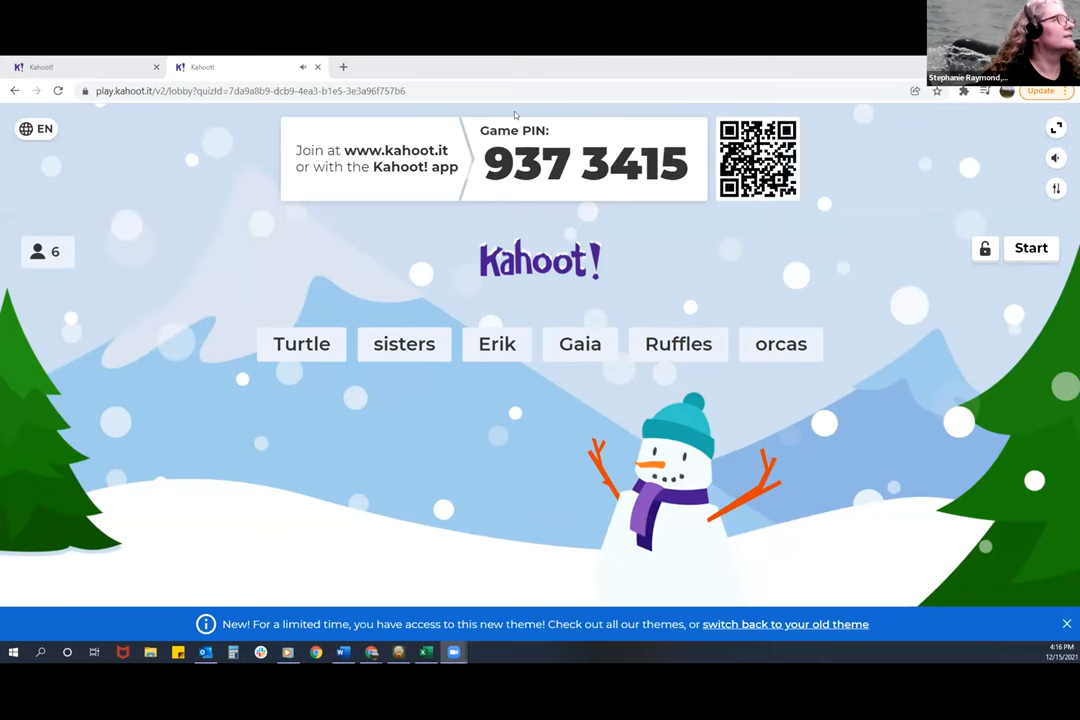 Stephanie Raymond,...
Kahoot!
Kahoot!
play.kahoot.it/v2/lobby?quizId=7da9a8b9-dcb9-4ea3-b1e5-3e3a96f757b6
Update
EN
Join at www.kahoot.it
or with the Kahoot! app
Game PIN:
937 3415
6
Kahoot!
Start
Turtle
sisters
Erik
Gaia
Ruffles
orcas
New! For a limited time, you have access to this new theme! Check out all our themes, or switch back to your old theme
4:16 PM
12/15/2021